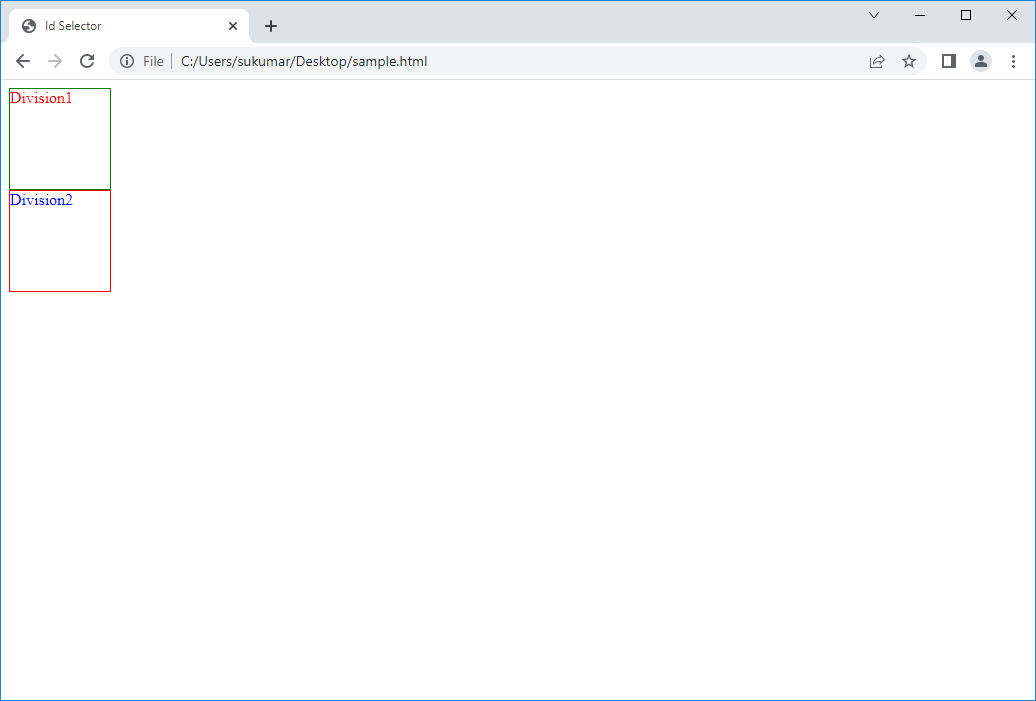 Id Selector
File C:/Users/sukumar/Desktop/sample.html
Division1
Division2